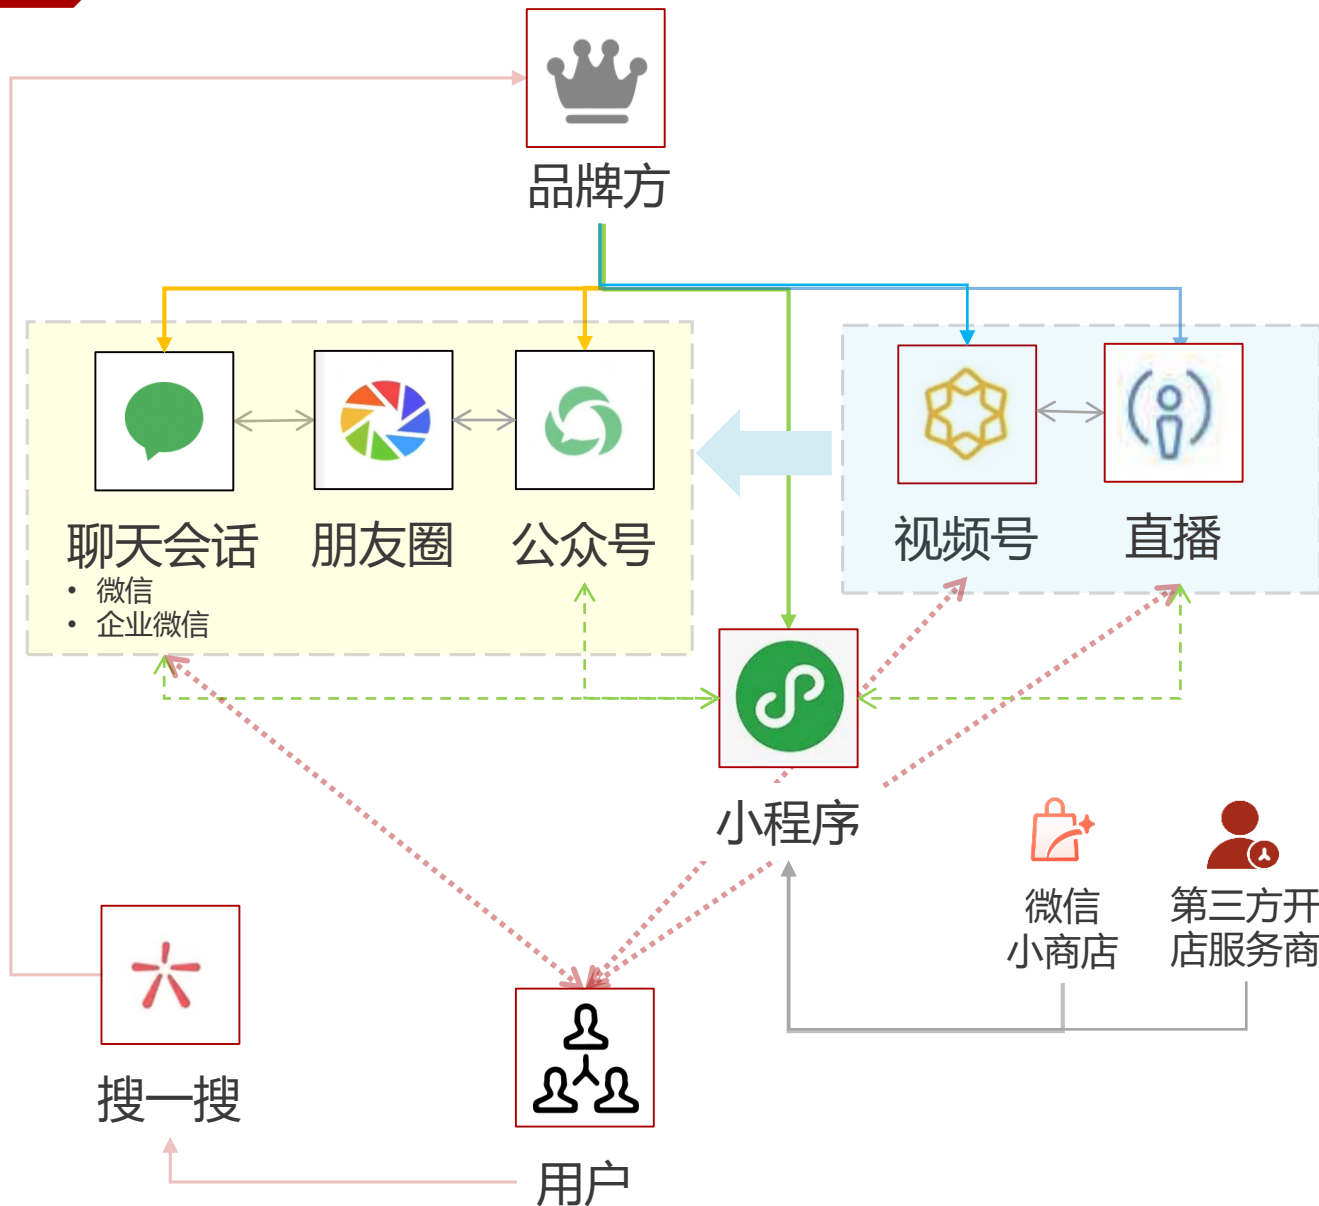 品牌方
聊天会话
• 微信
• 企业微信
朋友圈
公众号
视频号
直播
小程序
微信
小商店
第三方开
店服务商
搜一搜
用户